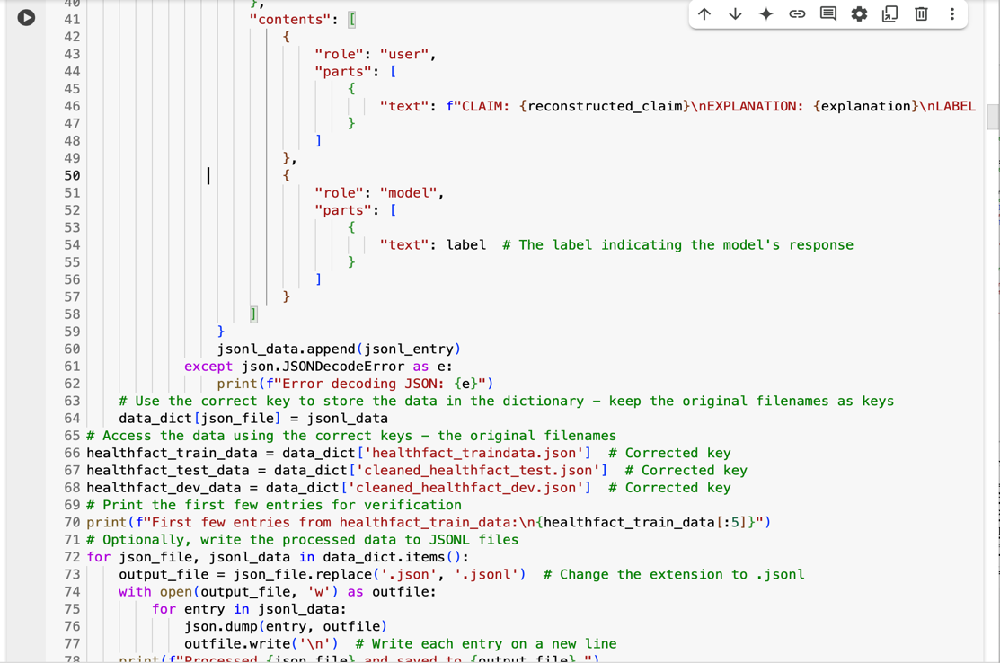 40 },
41 "contents": [
42 {
43 "role": "user",
44 "parts": [
45 {
46 "text": f"CLAIM: {reconstructed_claim}\nEXPLANATION: {explanation}\nLABEL
47 }
48 ]
49 },
50 {
51 "role": "model",
52 "parts": [
53 {
54 "text": label  # The label indicating the model's response
55 }
56 ]
57 }
58 ]
59 }
60 jsonl_data.append(jsonl_entry)
61 except json.JSONDecodeError as e:
62 print(f"Error decoding JSON: {e}")
63 # Use the correct key to store the data in the dictionary – keep the original filenames as keys
64 data_dict[json_file] = jsonl_data
65 # Access the data using the correct keys – the original filenames
66 healthfact_train_data = data_dict['healthfact_traindata.json']  # Corrected key
67 healthfact_test_data = data_dict['cleaned_healthfact_test.json']  # Corrected key
68 healthfact_dev_data = data_dict['cleaned_healthfact_dev.json']  # Corrected key
69 # Print the first few entries for verification
70 print(f"First few entries from healthfact_train_data:\n{healthfact_train_data[:5]}")
71 # Optionally, write the processed data to JSONL files
72 for json_file, jsonl_data in data_dict.items():
73 output_file = json_file.replace('.json', '.jsonl')  # Change the extension to .jsonl
74 with open(output_file, 'w') as outfile:
75 for entry in jsonl_data:
76 json.dump(entry, outfile)
77 outfile.write('\n')  # Write each entry on a new line
78 print(f"Processed {json_file} and saved to {output_file}.")